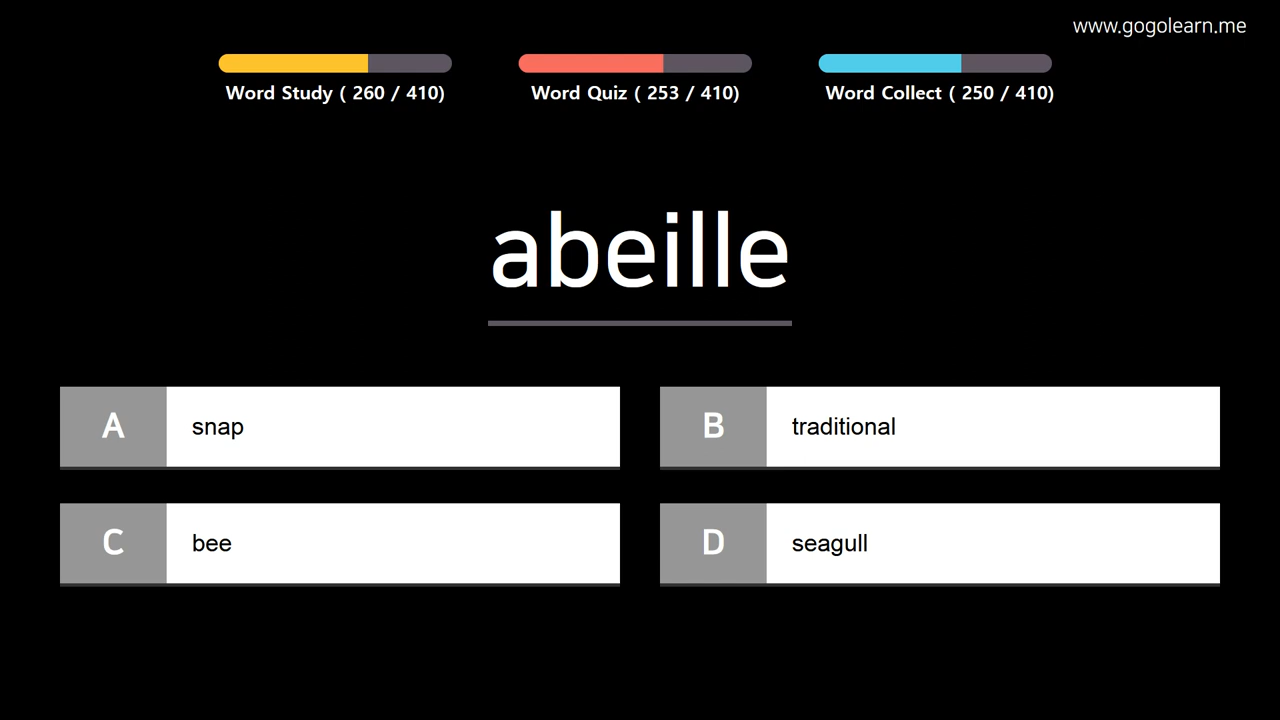 www.gogolearn.me
Word Study ( 260 / 410)
Word Quiz ( 253 / 410)
Word Collect ( 250 / 410)
abeille
A snap
B traditional
C bee
D seagull